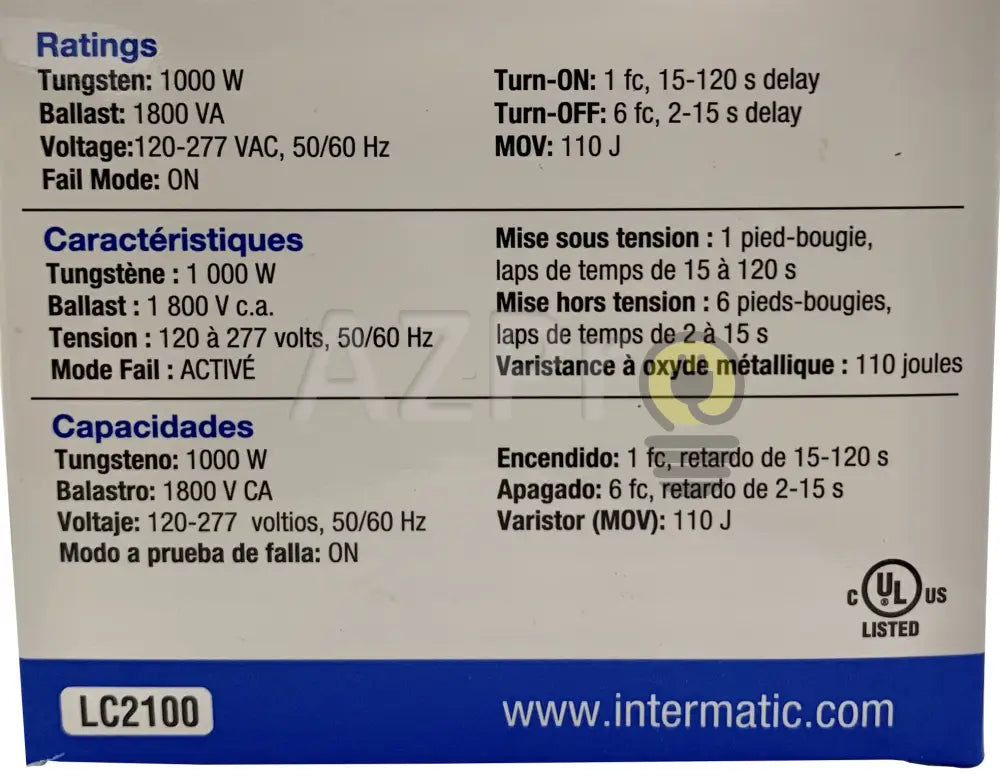 Ratings
Tungsten: 1000 W
Ballast: 1800 VA
Voltage:120-277 VAC, 50/60 Hz
Fail Mode: ON
Turn-ON: 1 fc, 15-120 s delay
Turn-OFF: 6 fc, 2-15 s delay
MOV: 110 J
Caractéristiques
Tungstène : 1 000 W
Ballast : 1 800 V c.a.
Tension : 120 à 277 volts, 50/60 Hz
Mode Fail : ACTIVÉ
Mise sous tension : 1 pied-bougie,
laps de temps de 15 à 120 s
Mise hors tension : 6 pieds-bougies,
laps de temps de 2 à 15 s
Varistance à oxyde métallique : 110 joules
Capacidades
Tungsteno: 1000 W
Balastro: 1800 V CA
Voltaje: 120-277 voltios, 50/60 Hz
Modo a prueba de falla: ON
Encendido: 1 fc, retardo de 15-120 s
Apagado: 6 fc, retardo de 2-15 s
Varistor (MOV): 110 J
C UL® US
LISTED
LC2100
www.intermatic.com